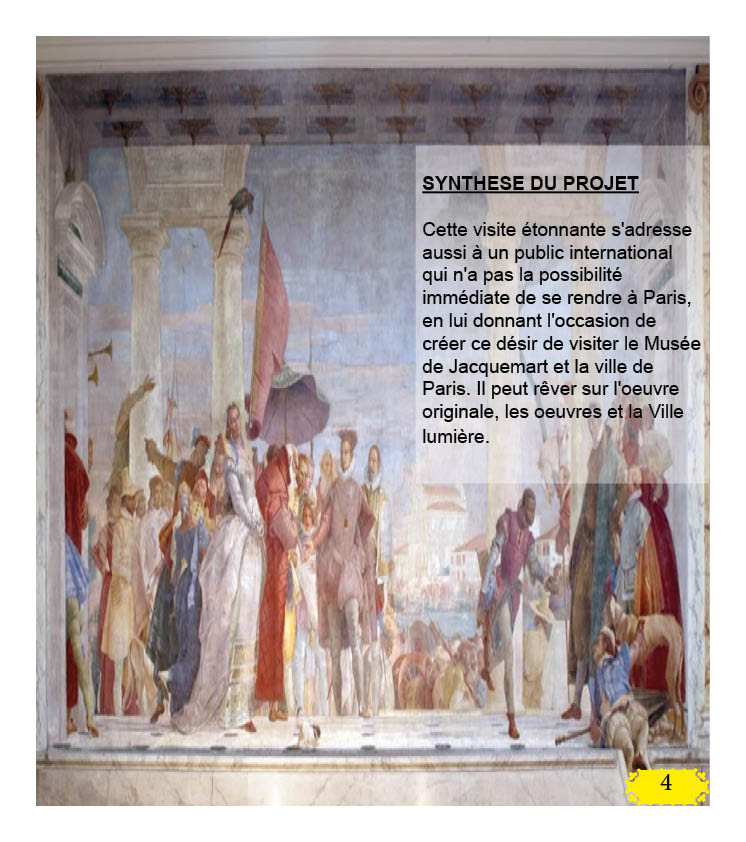 SYNTHESE DU PROJET
Cette visite étonnante s'adresse
aussi à un public international
qui n'a pas la possibilité
immédiate de se rendre à Paris,
en lui donnant l'occasion de
créer ce désir de visiter le Musée
de Jacquemart et la ville de
Paris. Il peut rêver sur l'oeuvre
originale, les oeuvres et la Ville
lumière.
4